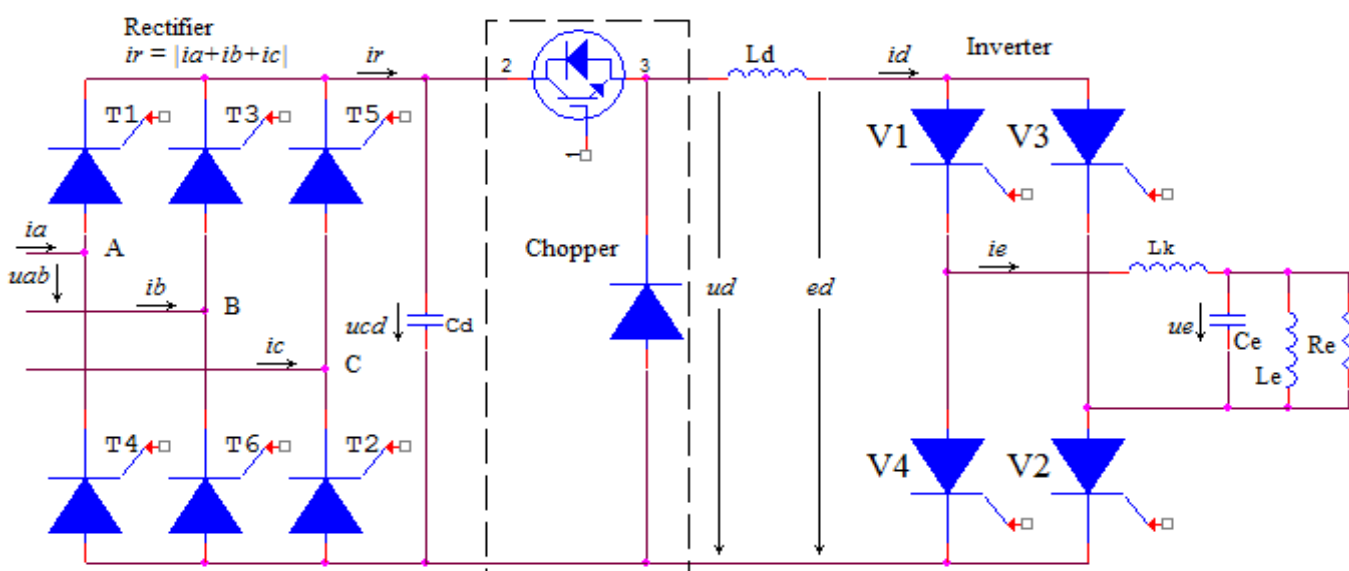 Rectifier
ir = |ia+ib+ic|
ir
2
3
1
Ld
id
Inverter
T1
T3
T5
V1
V3
ia
A
uab
ib
B
ic
C
ucd
Cd
Chopper
ud
ed
ie
Lk
ue
Ce
Le
Re
T4
T6
T2
V4
V2